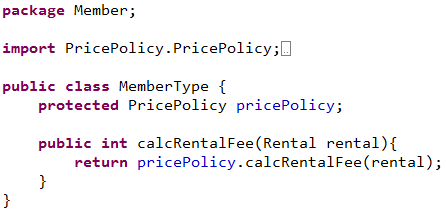 package Member;
import PricePolicy.PricePolicy;
public class MemberType {
    protected PricePolicy pricePolicy;
    public int calcRentalFee(Rental rental){
        return pricePolicy.calcRentalFee(rental);
    }
}